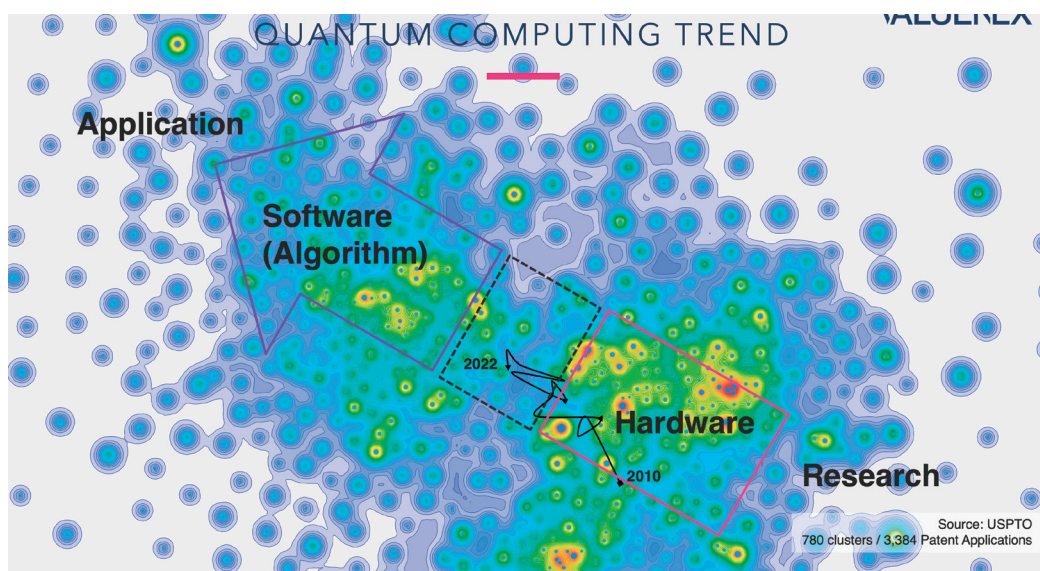 QUANTUM COMPUTING TREND
Application
Software
(Algorithm)
2022
Hardware
2010
Research
Source: USPTO
780 clusters / 3,384 Patent Applications